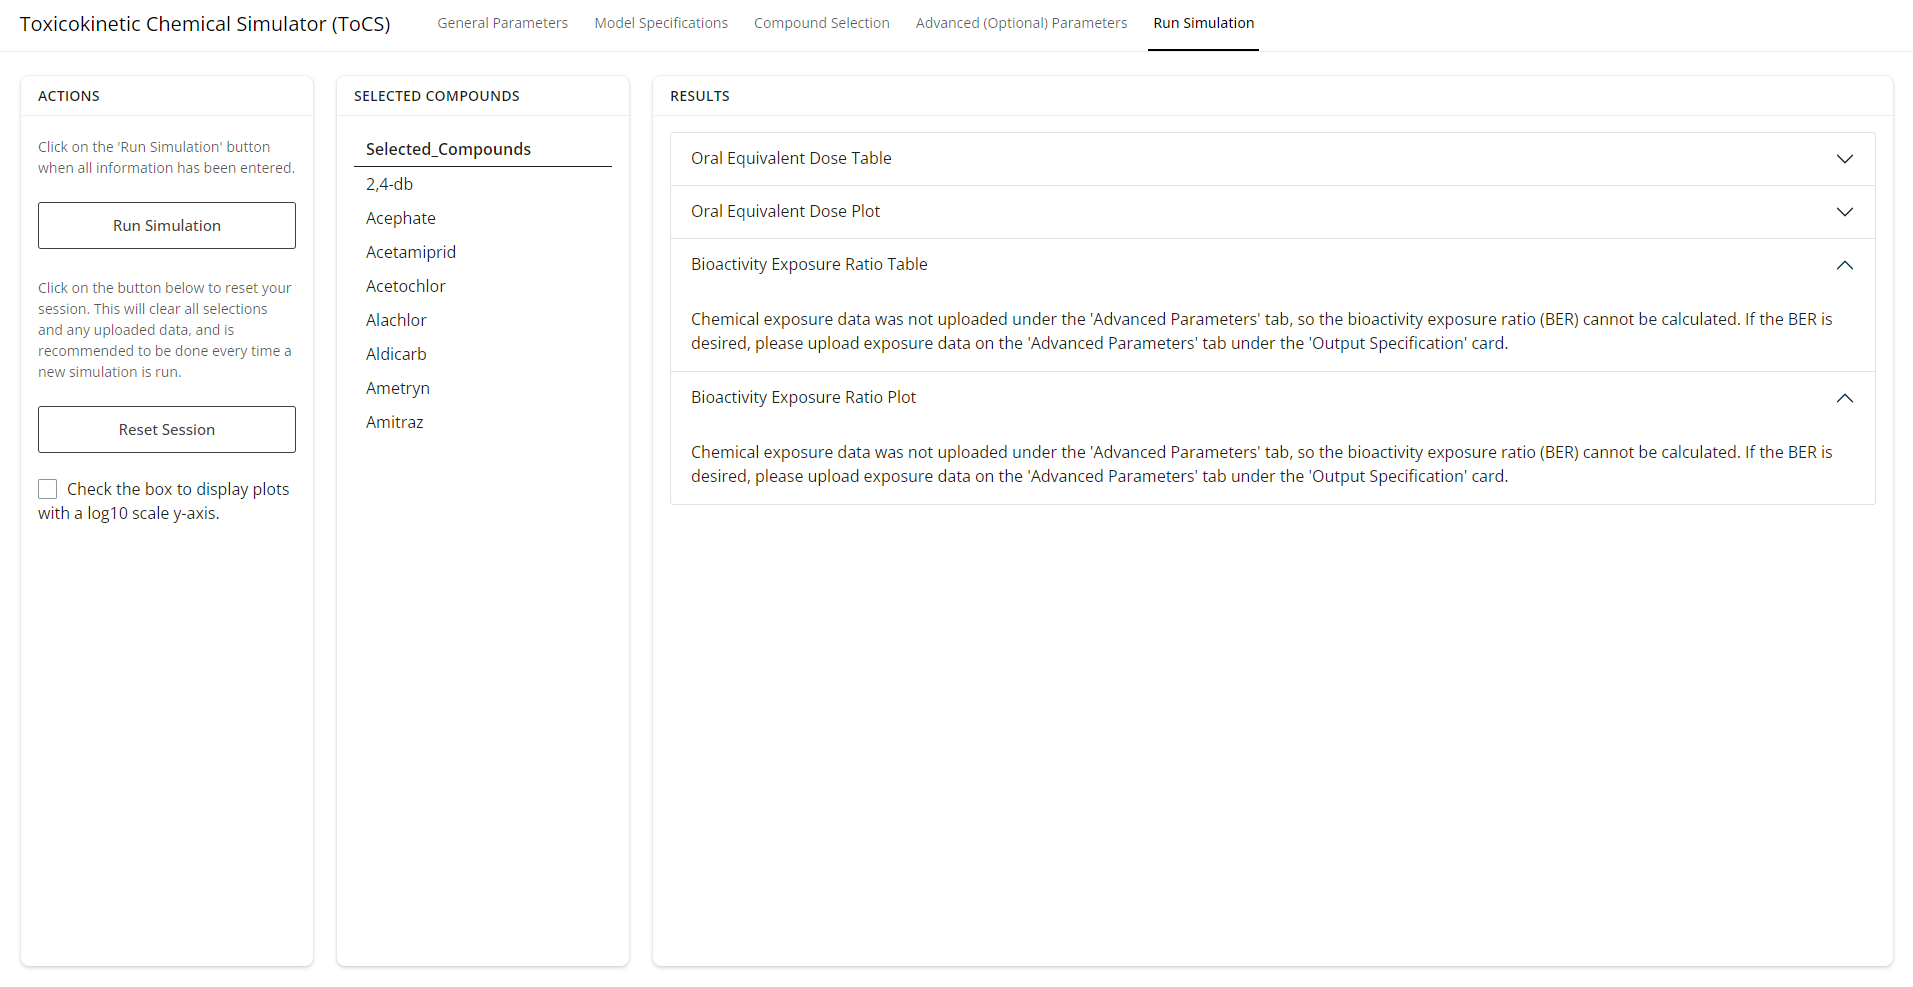 Toxicokinetic Chemical Simulator (ToCS)
General Parameters
Model Specifications
Compound Selection
Advanced (Optional) Parameters
Run Simulation
ACTIONS
Click on the 'Run Simulation' button
when all information has been entered.
Run Simulation
Click on the button below to reset your
session. This will clear all selections
and any uploaded data, and is
recommended to be done every time a
new simulation is run.
Reset Session
Check the box to display plots
with a log10 scale y-axis.
SELECTED COMPOUNDS
Selected_Compounds
2,4-db
Acephate
Acetamiprid
Acetochlor
Alachlor
Aldicarb
Ametryn
Amitraz
RESULTS
Oral Equivalent Dose Table
Oral Equivalent Dose Plot
Bioactivity Exposure Ratio Table
Chemical exposure data was not uploaded under the 'Advanced Parameters' tab, so the bioactivity exposure ratio (BER) cannot be calculated. If the BER is
desired, please upload exposure data on the 'Advanced Parameters' tab under the 'Output Specification' card.
Bioactivity Exposure Ratio Plot
Chemical exposure data was not uploaded under the 'Advanced Parameters' tab, so the bioactivity exposure ratio (BER) cannot be calculated. If the BER is
desired, please upload exposure data on the 'Advanced Parameters' tab under the 'Output Specification' card.